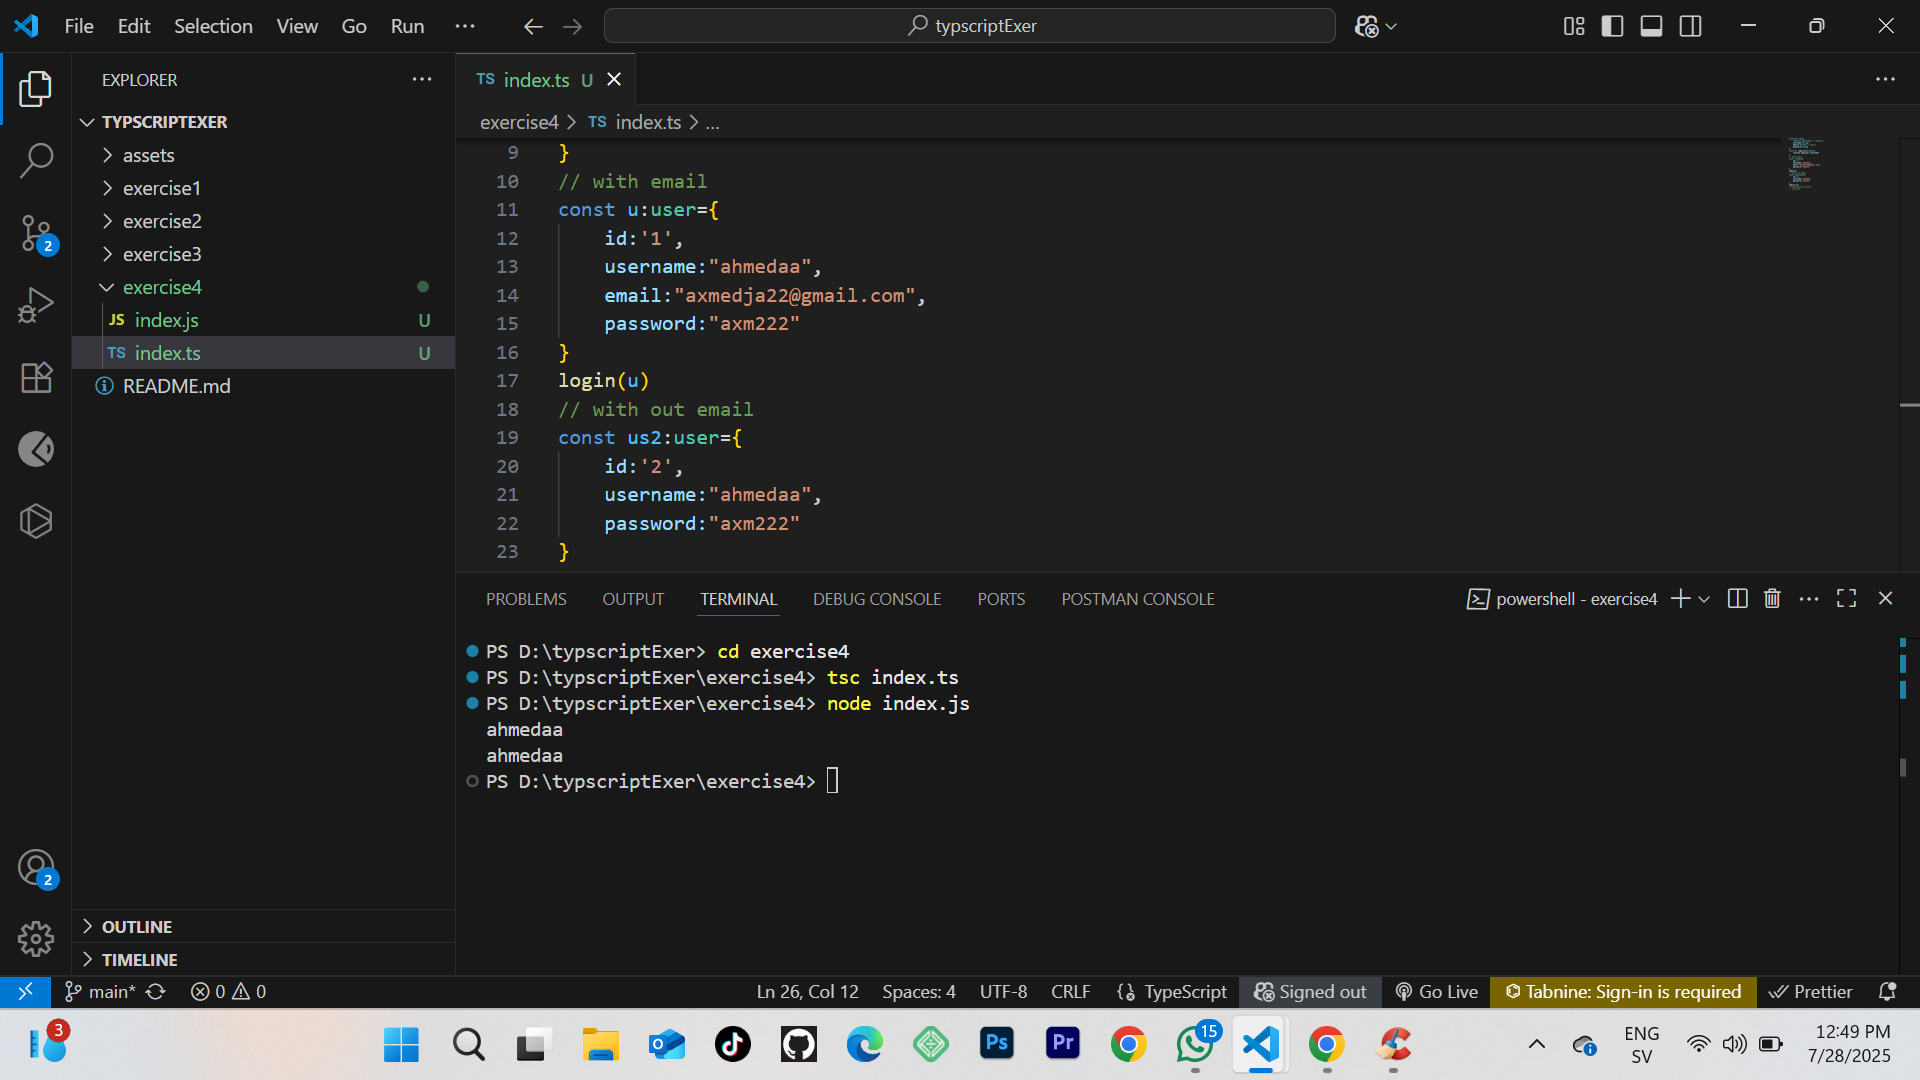 File Edit Selection View Go Run ··· typscriptExer
EXPLORER
TYPSCRIPTEXER
assets
exercise1
exercise2
exercise3
exercise4
JS index.js U
TS index.ts U
README.md
OUTLINE
TIMELINE
2
2
TS index.ts U
exercise4 > TS index.ts > ...
9 }
10 // with email
11 const u:user={
12 id:'1',
13 username:"ahmedaa",
14 email:"axmedja22@gmail.com",
15 password:"axm222"
16 }
17 login(u)
18 // with out email
19 const us2:user={
20 id:'2',
21 username:"ahmedaa",
22 password:"axm222"
23 }
PROBLEMS OUTPUT TERMINAL DEBUG CONSOLE PORTS POSTMAN CONSOLE powershell - exercise4
PS D:\typscriptExer> cd exercise4
PS D:\typscriptExer\exercise4> tsc index.ts
PS D:\typscriptExer\exercise4> node index.js
ahmedaa
ahmedaa
PS D:\typscriptExer\exercise4>
main* 0 0 Ln 26, Col 12 Spaces: 4 UTF-8 CRLF TypeScript Signed out Go Live Tabnine: Sign-in is required Prettier
3 Ps Pr 15 ENG 12:49 PM
SV 7/28/2025